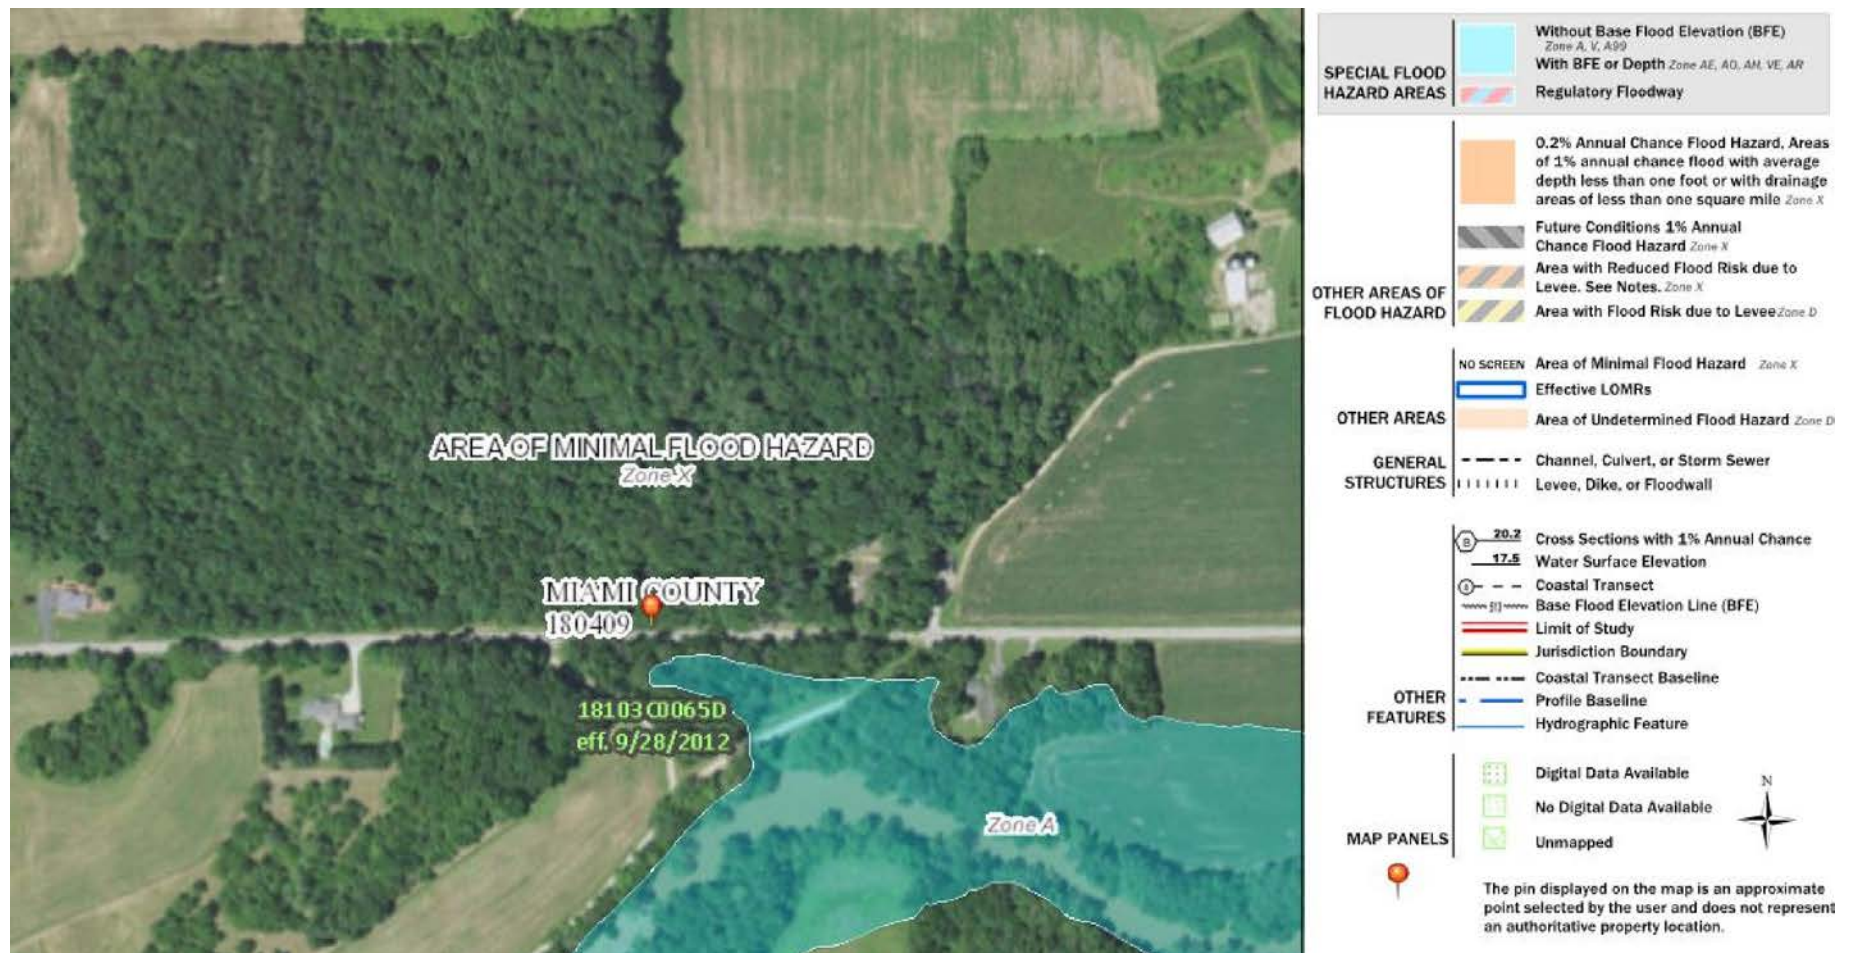 AREA OF MINIMAL FLOOD HAZARD
Zone X
MIAMI COUNTY
180409
18103C0065D
eff. 9/28/2012
Zone A
SPECIAL FLOOD
HAZARD AREAS
Without Base Flood Elevation (BFE)
Zone A, V, A99
With BFE or Depth Zone AE, AO, AH, VE, AR
Regulatory Floodway
OTHER AREAS OF
FLOOD HAZARD
0.2% Annual Chance Flood Hazard, Areas
of 1% annual chance flood with average
depth less than one foot or with drainage
areas of less than one square mile Zone X
Future Conditions 1% Annual
Chance Flood Hazard Zone X
Area with Reduced Flood Risk due to
Levee. See Notes. Zone X
Area with Flood Risk due to Levee Zone D
OTHER AREAS
NO SCREEN Area of Minimal Flood Hazard Zone X
Effective LOMRs
Area of Undetermined Flood Hazard Zone D
GENERAL
STRUCTURES
Channel, Culvert, or Storm Sewer
Levee, Dike, or Floodwall
OTHER
FEATURES
B 20.2 Cross Sections with 1% Annual Chance
17.5 Water Surface Elevation
Coastal Transect
Base Flood Elevation Line (BFE)
Limit of Study
Jurisdiction Boundary
Coastal Transect Baseline
Profile Baseline
Hydrographic Feature
MAP PANELS
Digital Data Available
No Digital Data Available
Unmapped
N
The pin displayed on the map is an approximate
point selected by the user and does not represent
an authoritative property location.